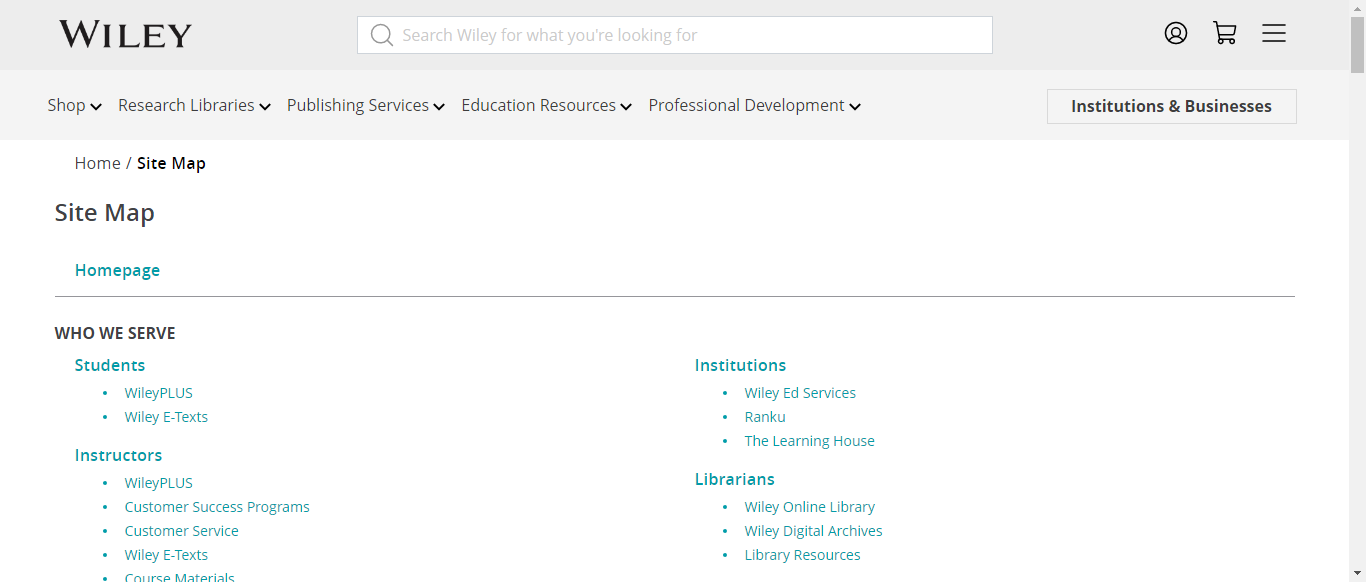 WILEY
Search Wiley for what you're looking for
Shop
Research Libraries
Publishing Services
Education Resources
Professional Development
Institutions & Businesses
Home / Site Map
Site Map
Homepage
WHO WE SERVE
Students
• WileyPLUS
• Wiley E-Texts
Instructors
• WileyPLUS
• Customer Success Programs
• Customer Service
• Wiley E-Texts
• Course Materials
Institutions
• Wiley Ed Services
• Ranku
• The Learning House
Librarians
• Wiley Online Library
• Wiley Digital Archives
• Library Resources